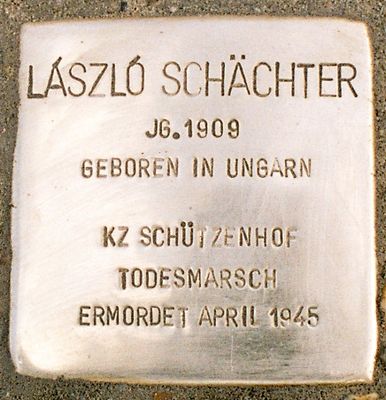 LÁSZLÓ SCHÄCHTER
JG. 1909
GEBOREN IN UNGARN
KZ SCHÜTZENHOF
TODESMARSCH
ERMORDET APRIL 1945